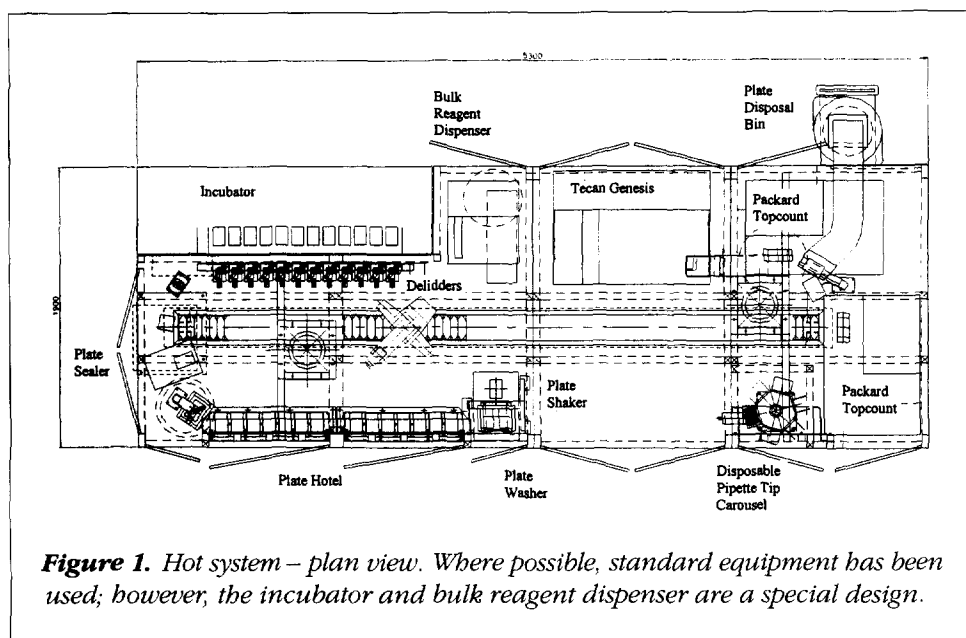 5300
Bulk
Reagent
Dispenser
Plate
Disposal
Bin
Incubator
Tecan Genesis
Packard
Topcount
Delidders
1900
Plate
Sealer
Plate
Shaker
Packard
Topcount
Plate Hotel
Plate
Washer
Disposable
Pipette Tip
Carousel
Figure 1. Hot system – plan view. Where possible, standard equipment has been
used; however, the incubator and bulk reagent dispenser are a special design.